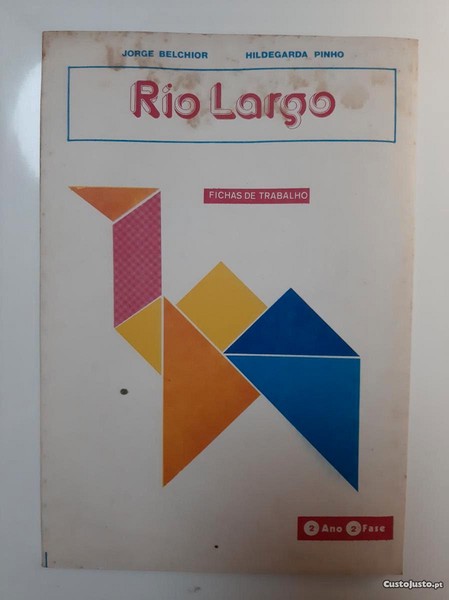 JORGE BELCHIOR HILDEGARDA PINHO
Rio Largo
FICHAS DE TRABALHO
2 Ano 2 Fase
CustoJusto.pt